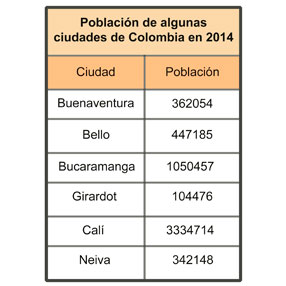 Población de algunas
ciudades de Colombia en 2014
Ciudad Población
Buenaventura 362054
Bello 447185
Bucaramanga 1050457
Girardot 104476
Calí 3334714
Neiva 342148